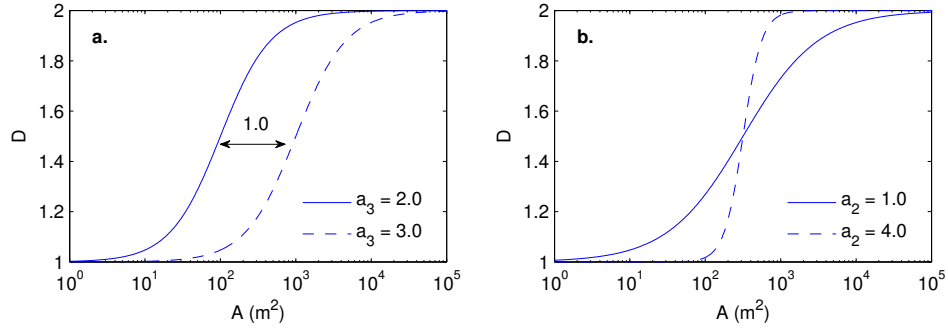 a.
D
2
1.8
1.6
1.4
1.2
1
1.0
a₃ = 2.0
a₃ = 3.0
10⁰ 10¹ 10² 10³ 10⁴ 10⁵
A (m²)
b.
D
2
1.8
1.6
1.4
1.2
1
a₂ = 1.0
a₂ = 4.0
10⁰ 10¹ 10² 10³ 10⁴ 10⁵
A (m²)